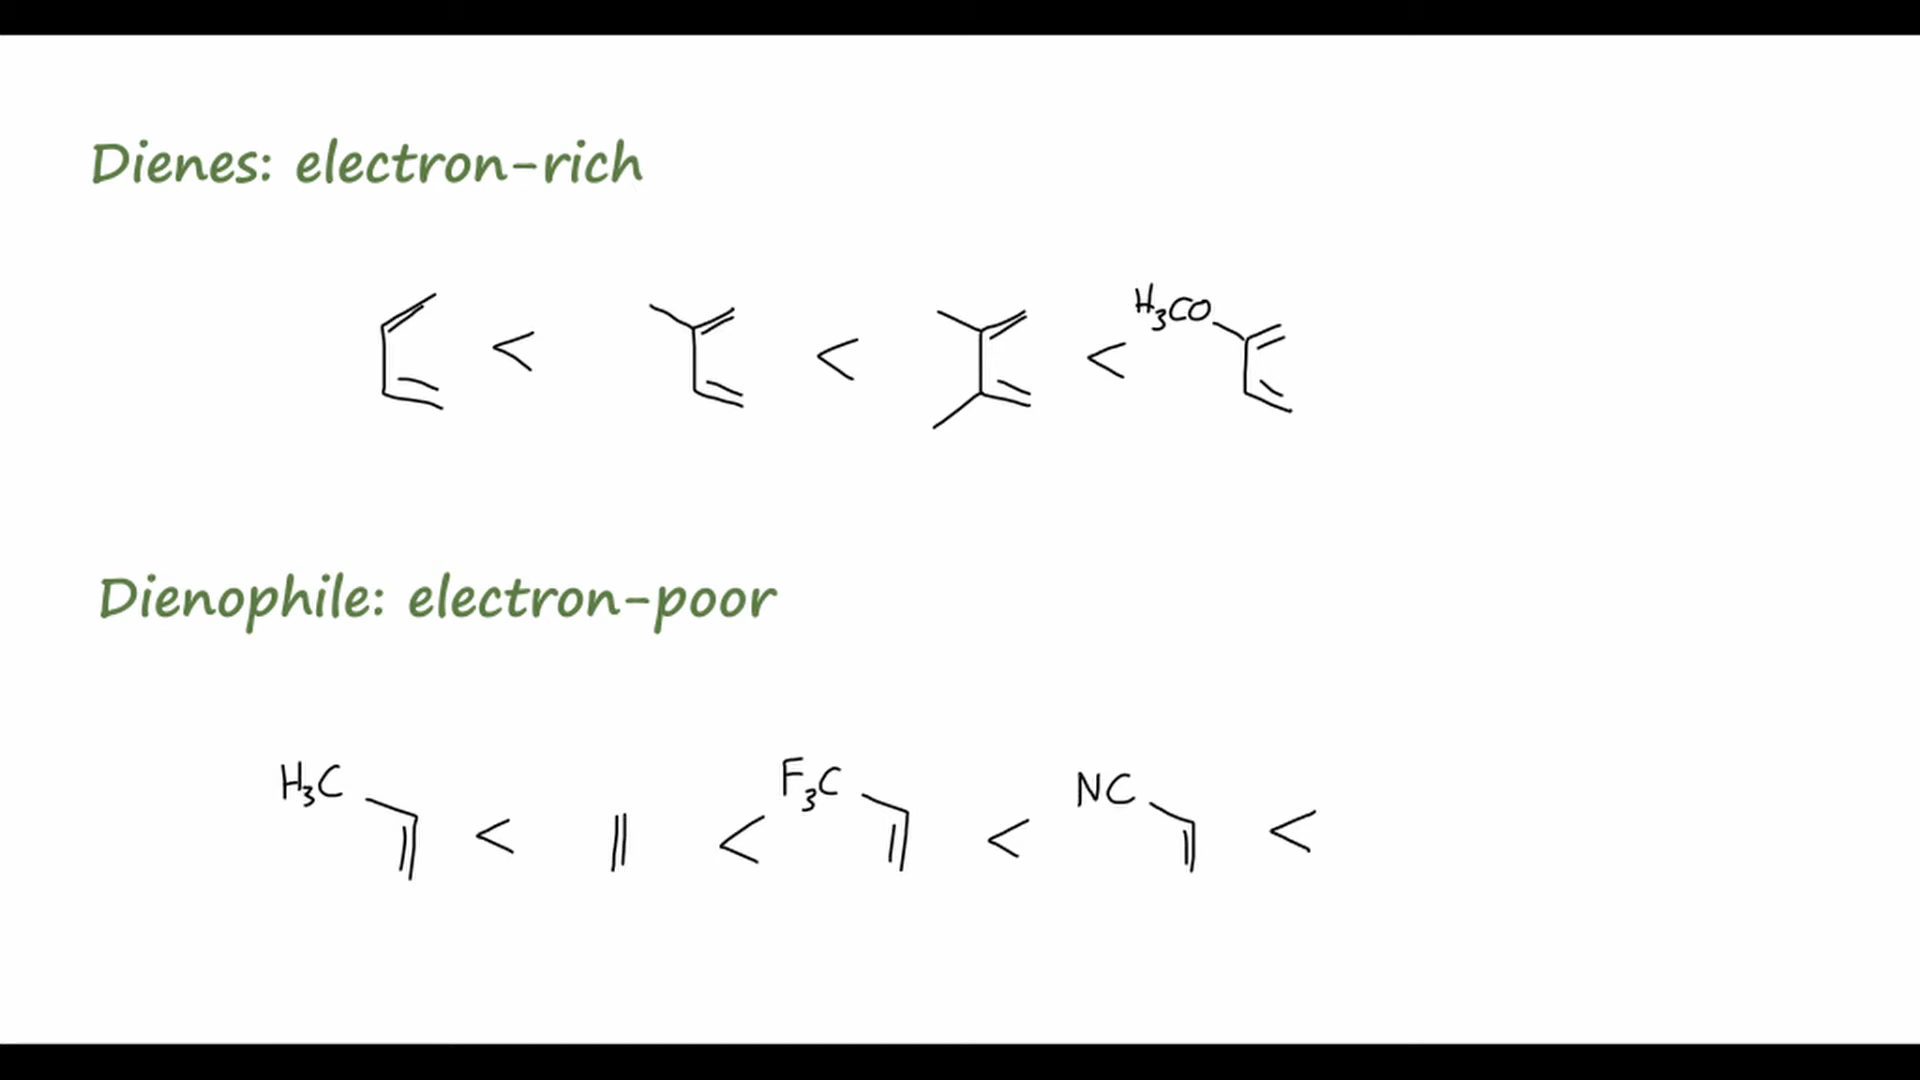 Dienes: electron-rich
< < < H₃CO
Dienophile: electron-poor
H₃C < < F₃C < NC <